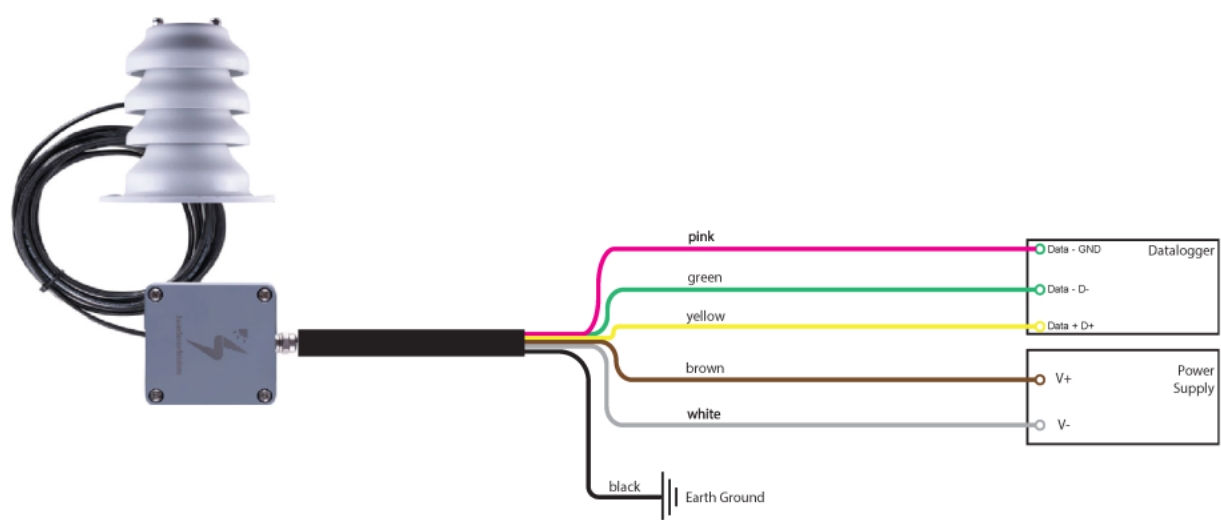 pink
Data - GND
Datalogger
green
Data - D-
yellow
Data + D+
brown
V+
Power
Supply
white
V-
black
Earth Ground